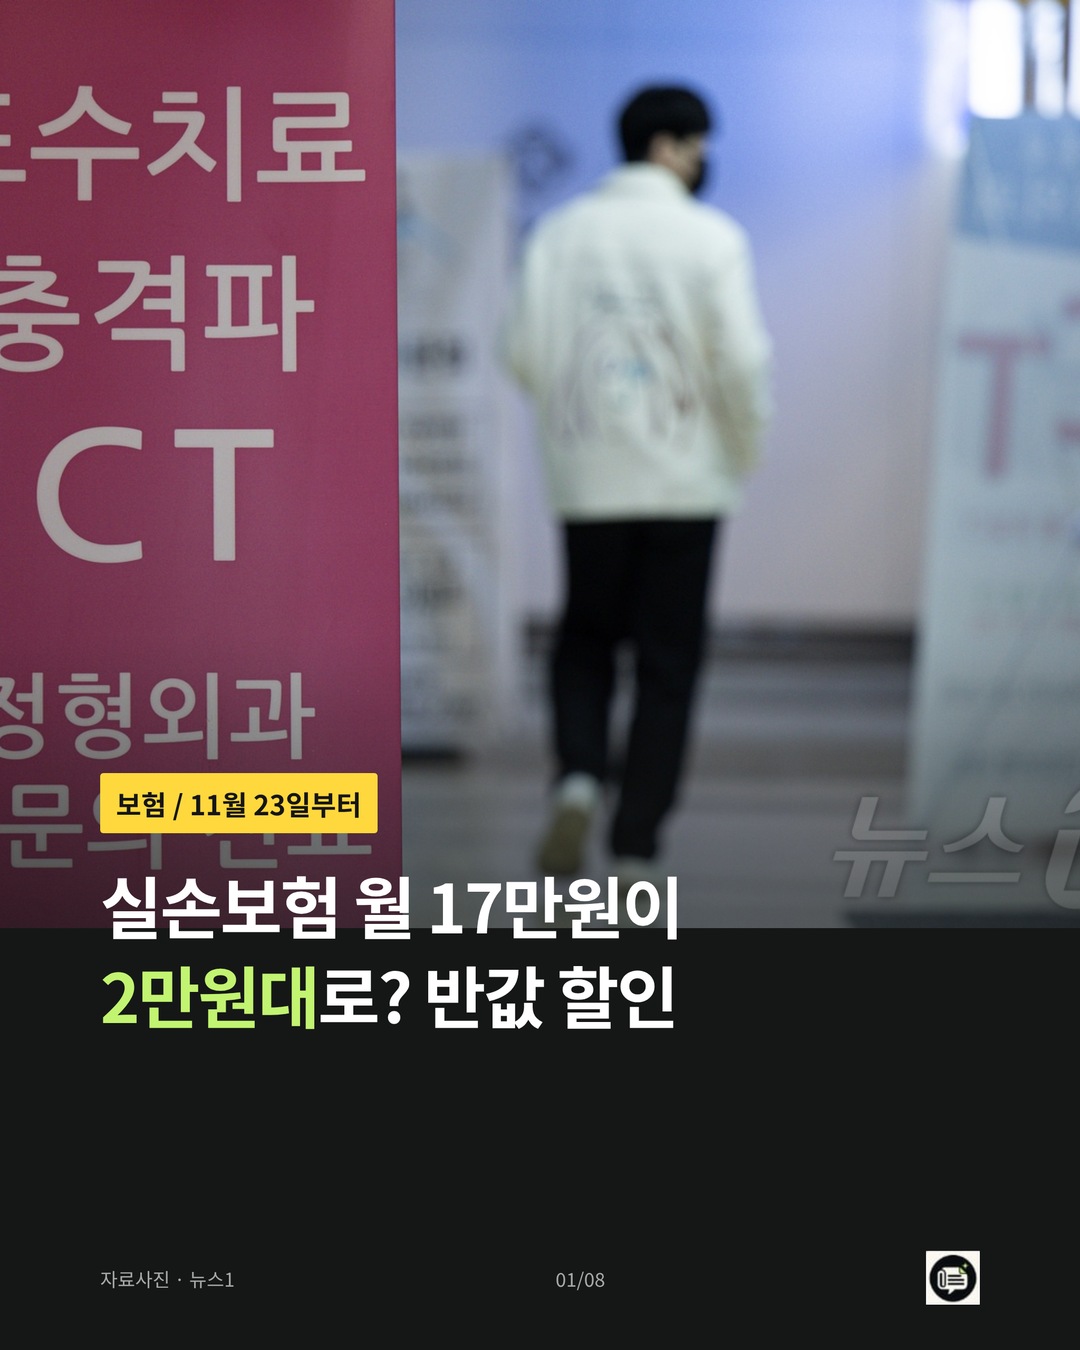 도수치료
충격파
CT
정형외과
보험 / 11월 23일부터
뉴스1
실손보험 월 17만원이
2만원대로? 반값 할인
자료사진 · 뉴스1
01/08